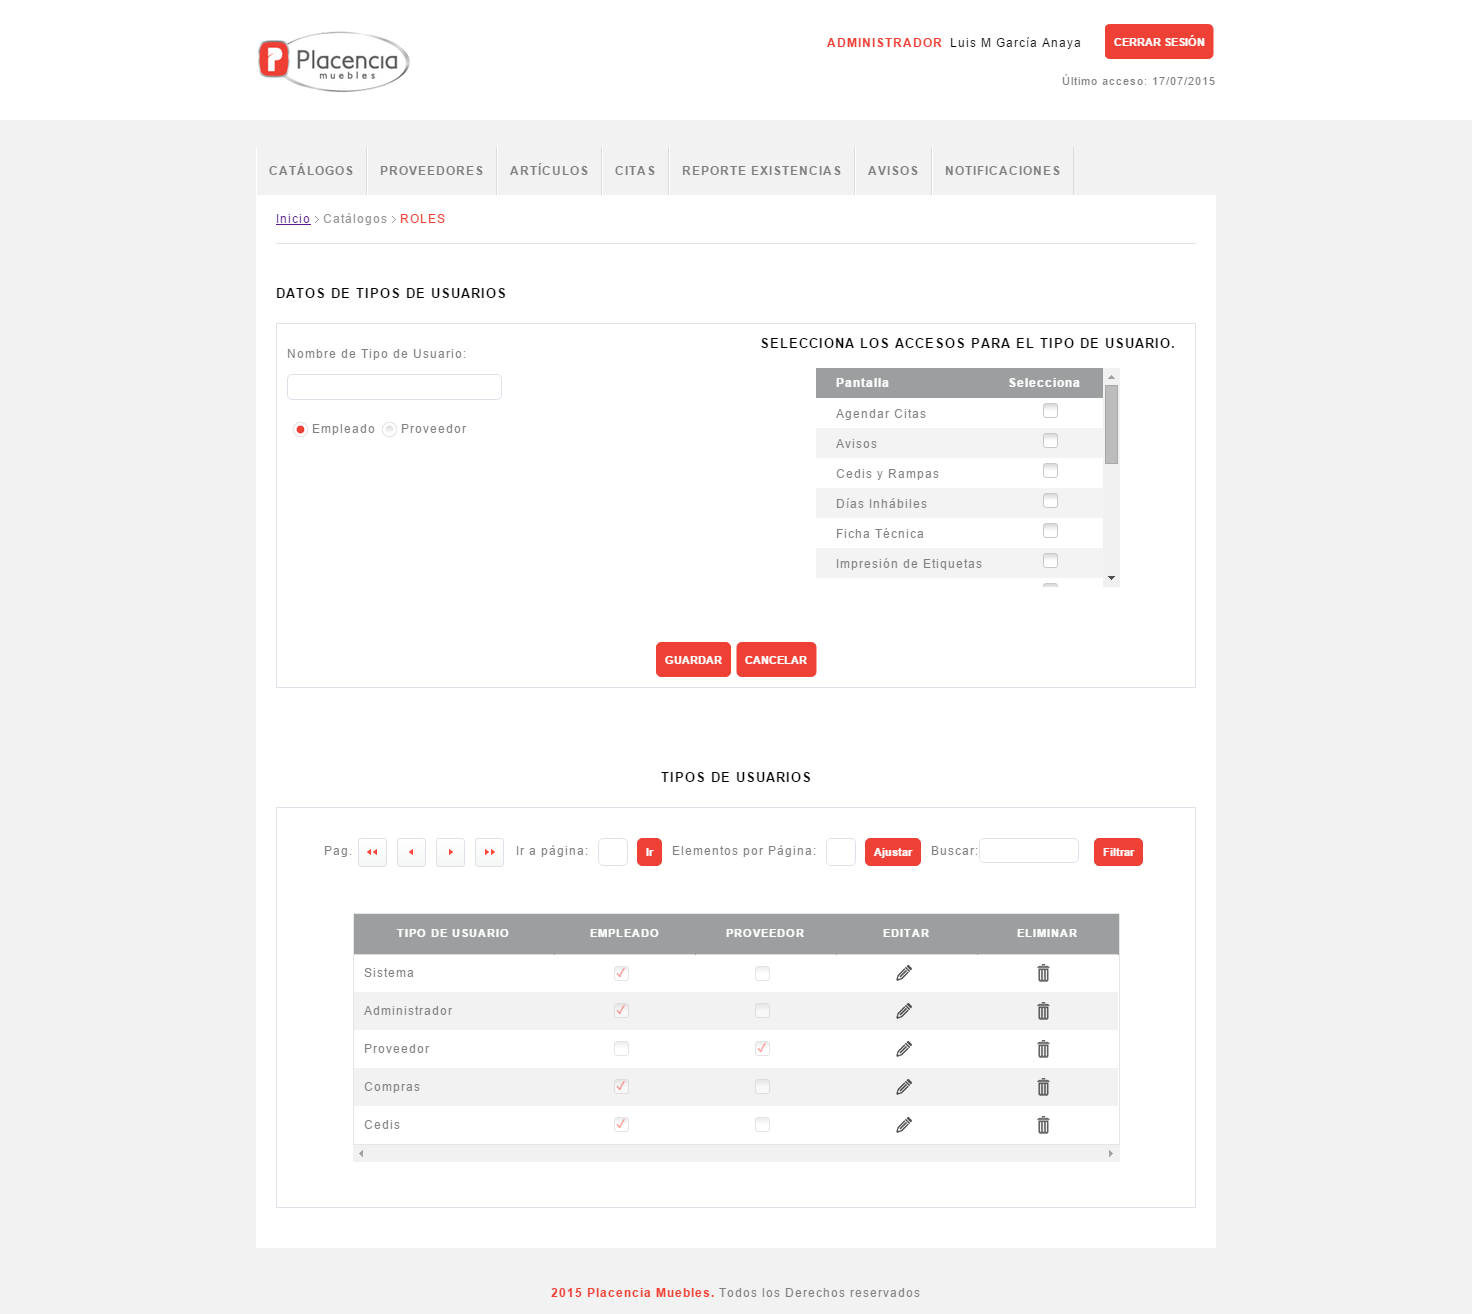 Placencia
muebles
ADMINISTRADOR Luis M García Anaya
CERRAR SESIÓN
Último acceso: 17/07/2015
CATÁLOGOS PROVEEDORES ARTÍCULOS CITAS REPORTE EXISTENCIAS AVISOS NOTIFICACIONES
Inicio > Catálogos > ROLES
DATOS DE TIPOS DE USUARIOS
Nombre de Tipo de Usuario:
Empleado Proveedor
SELECCIONA LOS ACCESOS PARA EL TIPO DE USUARIO.
Pantalla Selecciona
Agendar Citas
Avisos
Cedis y Rampas
Días Inhábiles
Ficha Técnica
Impresión de Etiquetas
GUARDAR CANCELAR
TIPOS DE USUARIOS
Pag. Ir a página: Ir Elementos por Página: Ajustar Buscar: Filtrar
TIPO DE USUARIO EMPLEADO PROVEEDOR EDITAR ELIMINAR
Sistema
Administrador
Proveedor
Compras
Cedis
2015 Placencia Muebles. Todos los Derechos reservados